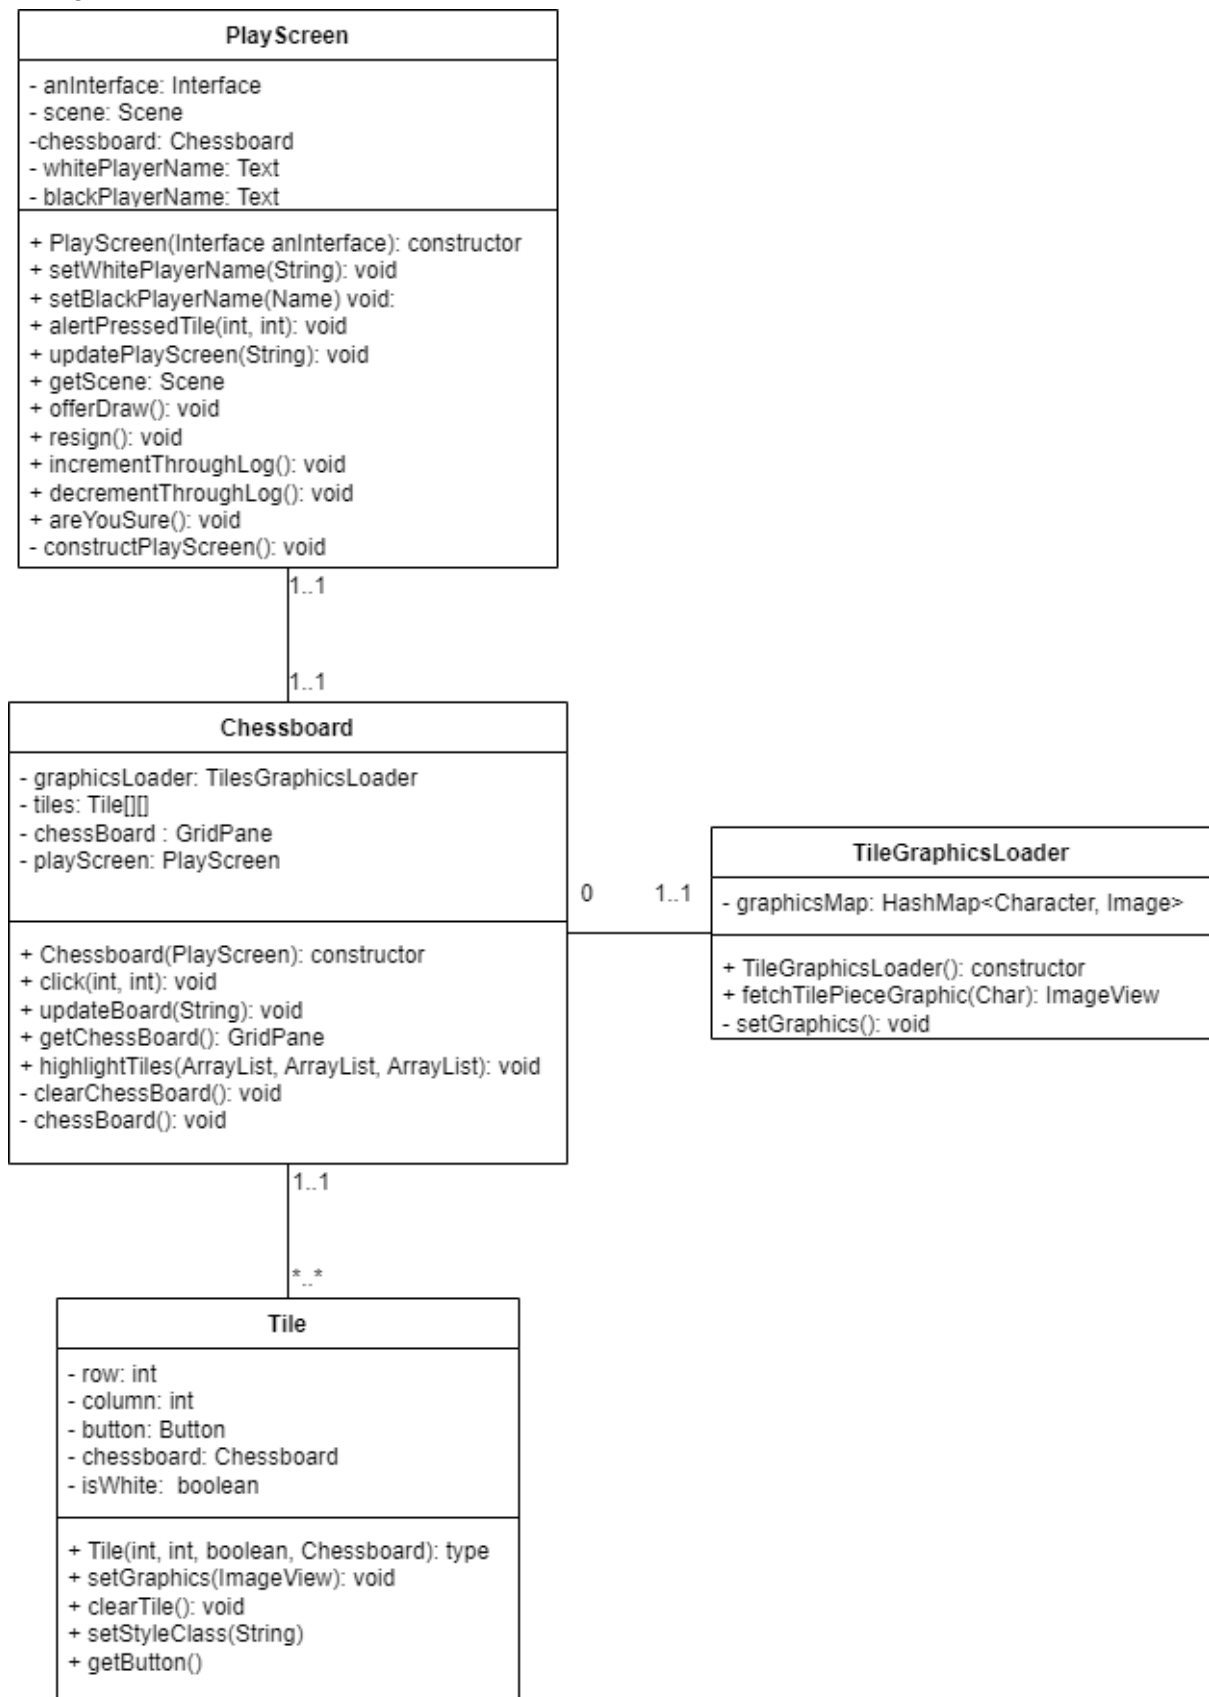 PlayScreen
- anInterface: Interface
- scene: Scene
-chessboard: Chessboard
- whitePlayerName: Text
- blackPlayerName: Text
+ PlayScreen(Interface anInterface): constructor
+ setWhitePlayerName(String): void
+ setBlackPlayerName(Name) void:
+ alertPressedTile(int, int): void
+ updatePlayScreen(String): void
+ getScene: Scene
+ offerDraw(): void
+ resign(): void
+ incrementThroughLog(): void
+ decrementThroughLog(): void
+ areYouSure(): void
- constructPlayScreen(): void
1..1
1..1
Chessboard
- graphicsLoader: TilesGraphicsLoader
- tiles: Tile[][]
- chessBoard : GridPane
- playScreen: PlayScreen
+ Chessboard(PlayScreen): constructor
+ click(int, int): void
+ updateBoard(String): void
+ getChessBoard(): GridPane
+ highlightTiles(ArrayList, ArrayList, ArrayList): void
- clearChessBoard(): void
- chessBoard(): void
0 1..1
TileGraphicsLoader
- graphicsMap: HashMap<Character, Image>
+ TileGraphicsLoader(): constructor
+ fetchTilePieceGraphic(Char): ImageView
- setGraphics(): void
1..1
*..*
Tile
- row: int
- column: int
- button: Button
- chessboard: Chessboard
- isWhite: boolean
+ Tile(int, int, boolean, Chessboard): type
+ setGraphics(ImageView): void
+ clearTile(): void
+ setStyleClass(String)
+ getButton()